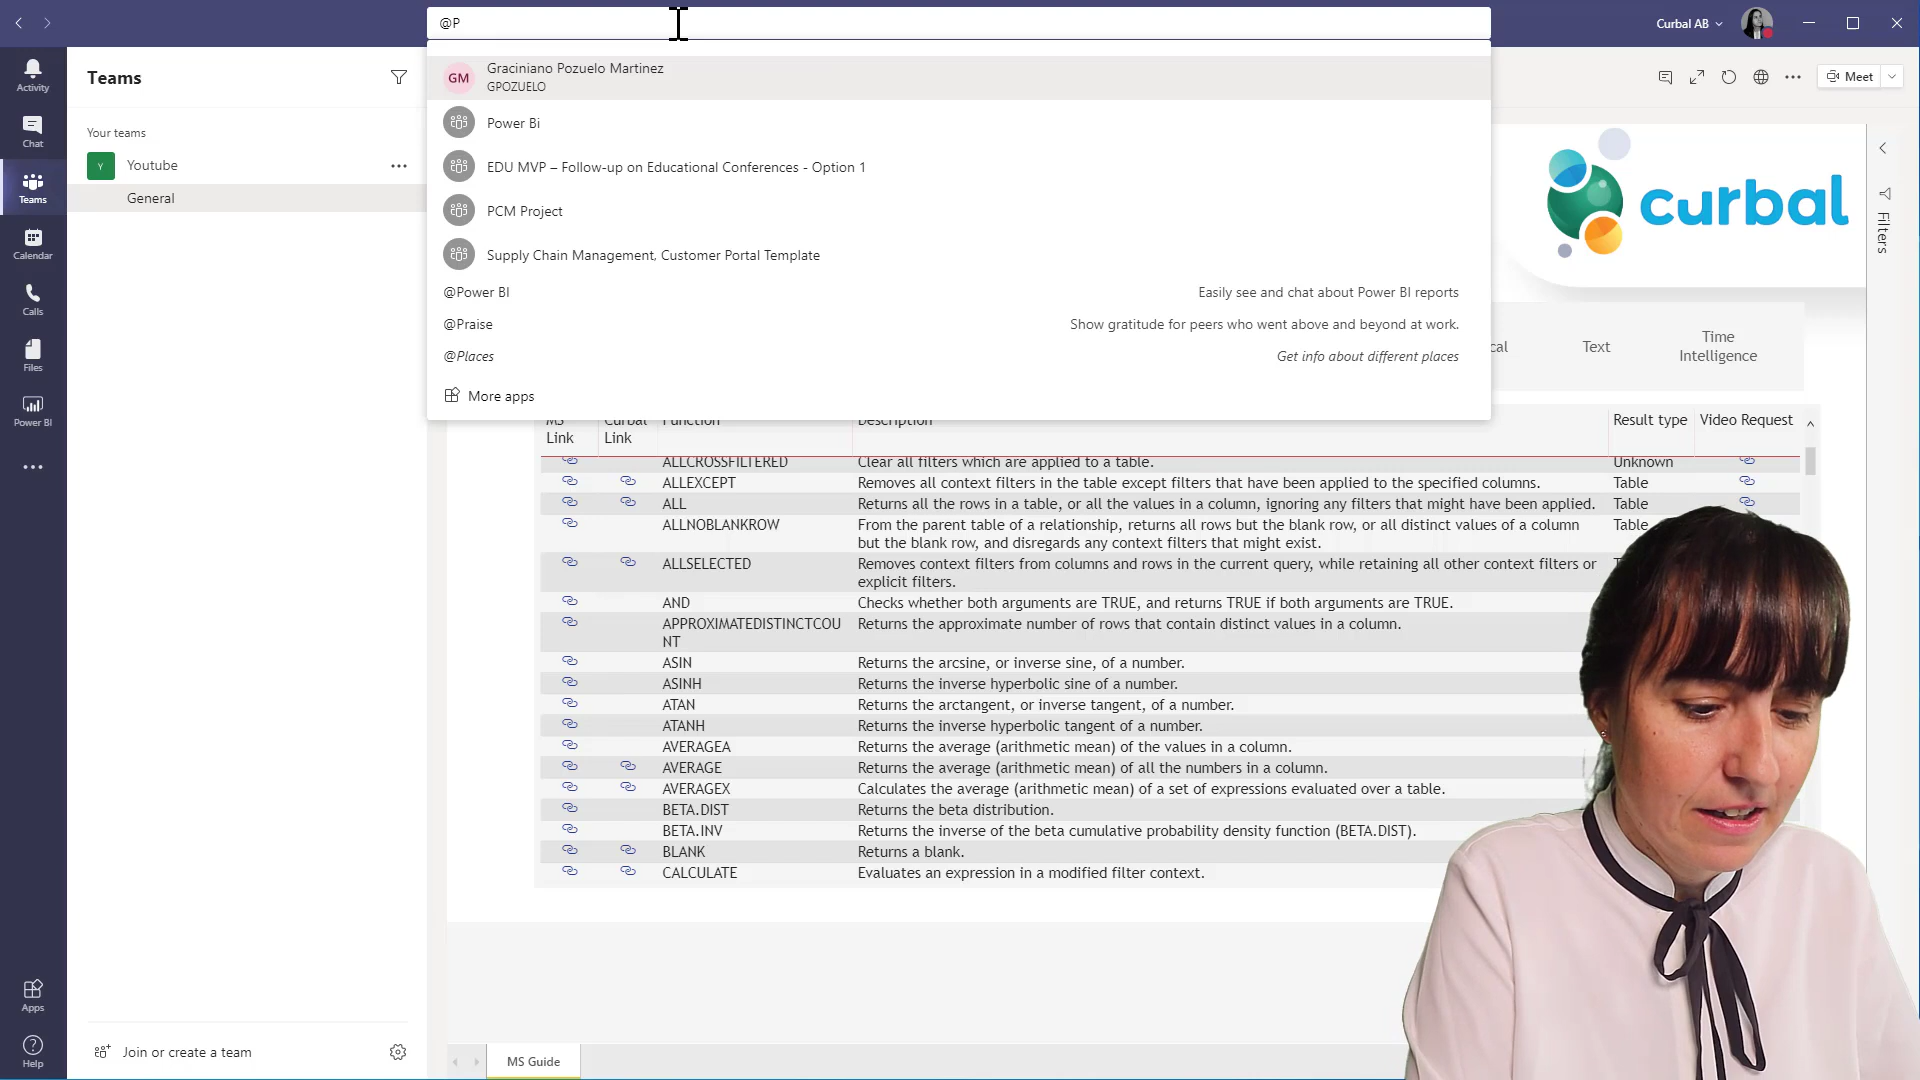 @P
Curbal AB
Activity
Chat
Teams
Calendar
Calls
Files
Power BI
Apps
Help
Teams
Your teams
Y
Youtube
General
Join or create a team
GM
Graciniano Pozuelo Martinez
GPOZUELO
Power Bi
EDU MVP – Follow-up on Educational Conferences - Option 1
PCM Project
Supply Chain Management, Customer Portal Template
@Power BI Easily see and chat about Power BI reports
@Praise Show gratitude for peers who went above and beyond at work.
@Places Get info about different places
More apps
Meet
curbal
Filters
cal
Text
Time
Intelligence
MS
Link
Curbal
Link
Function
Description
Result type
Video Request
ALLCROSSFILTERED Clear all filters which are applied to a table. Unknown
ALLEXCEPT Removes all context filters in the table except filters that have been applied to the specified columns. Table
ALL Returns all the rows in a table, or all the values in a column, ignoring any filters that might have been applied. Table
ALLNOBLANKROW From the parent table of a relationship, returns all rows but the blank row, or all distinct values of a column Table
but the blank row, and disregards any context filters that might exist.
ALLSELECTED Removes context filters from columns and rows in the current query, while retaining all other context filters or
explicit filters.
AND Checks whether both arguments are TRUE, and returns TRUE if both arguments are TRUE.
APPROXIMATEDISTINCTCOU Returns the approximate number of rows that contain distinct values in a column.
NT
ASIN Returns the arcsine, or inverse sine, of a number.
ASINH Returns the inverse hyperbolic sine of a number.
ATAN Returns the arctangent, or inverse tangent, of a number.
ATANH Returns the inverse hyperbolic tangent of a number.
AVERAGEA Returns the average (arithmetic mean) of the values in a column.
AVERAGE Returns the average (arithmetic mean) of all the numbers in a column.
AVERAGEX Calculates the average (arithmetic mean) of a set of expressions evaluated over a table.
BETA.DIST Returns the beta distribution.
BETA.INV Returns the inverse of the beta cumulative probability density function (BETA.DIST).
BLANK Returns a blank.
CALCULATE Evaluates an expression in a modified filter context.
MS Guide